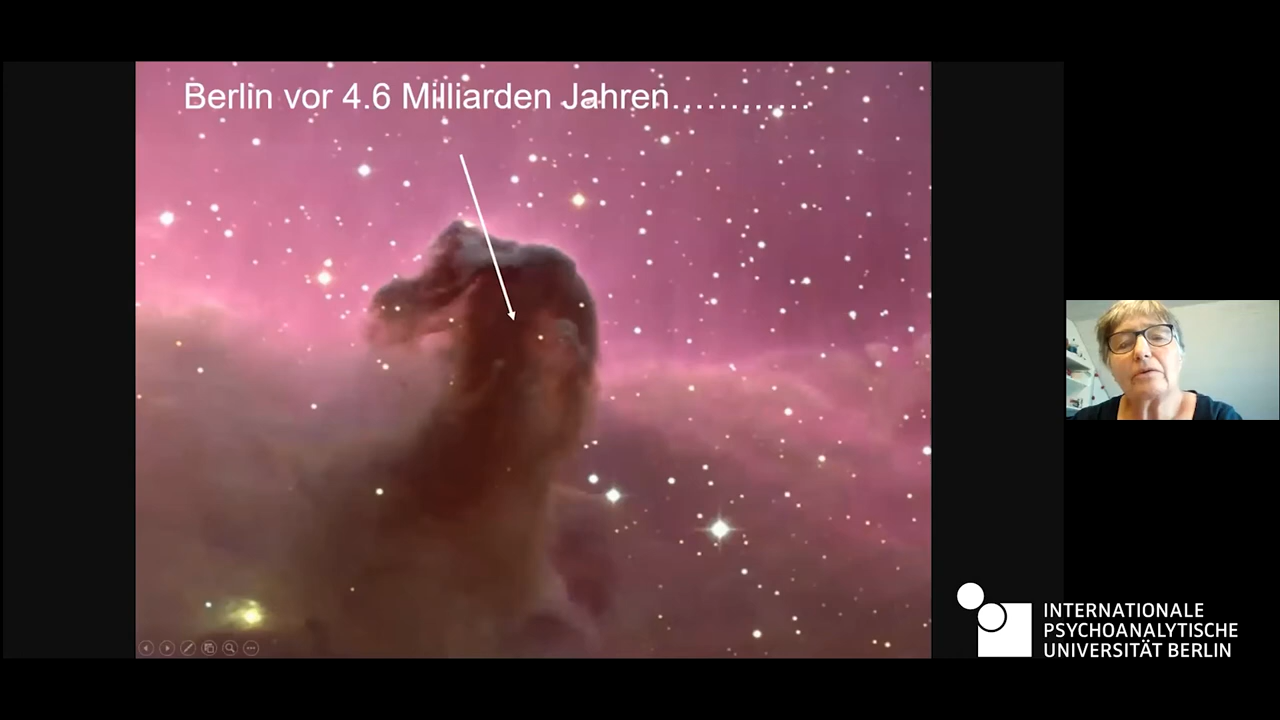 Berlin vor 4.6 Milliarden Jahren............
INTERNATIONALE
PSYCHOANALYTISCHE
UNIVERSITÄT BERLIN